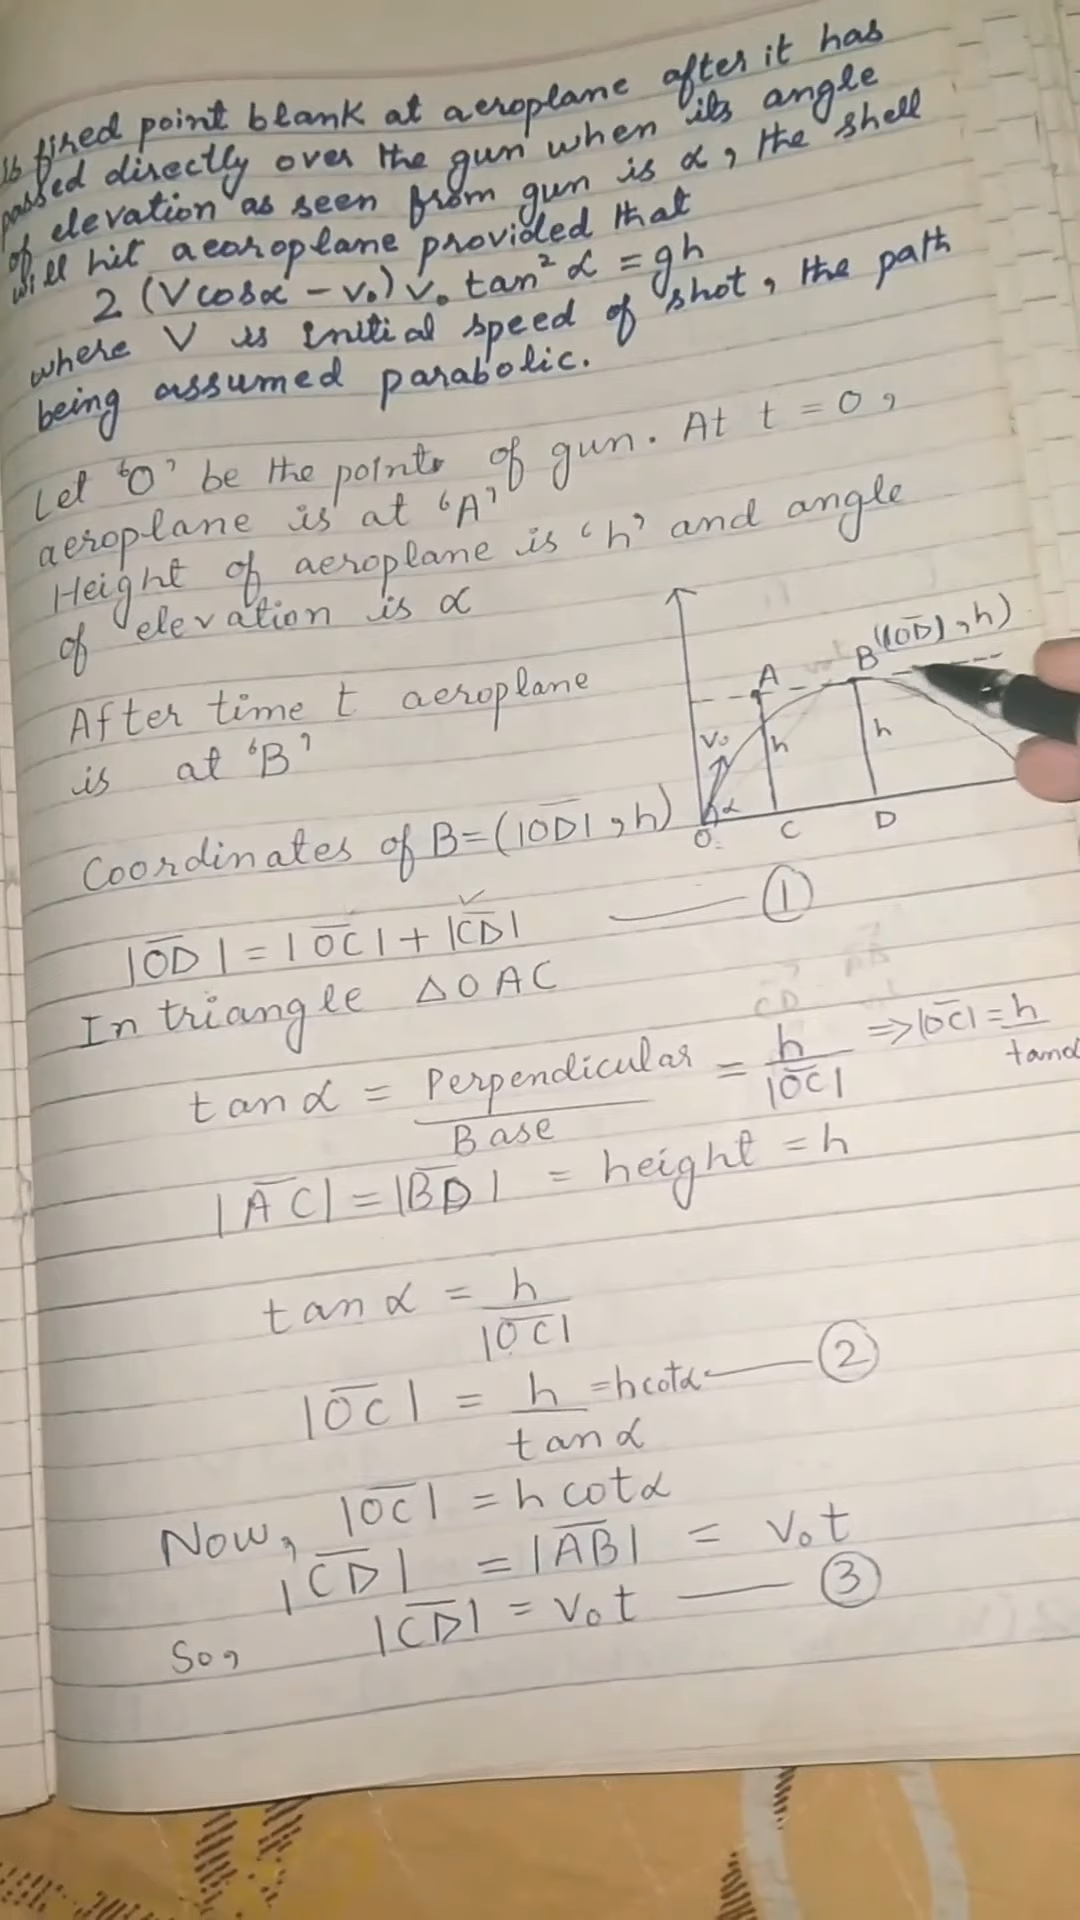 is fired point blank at aeroplane after it has
passed directly over the gun when its angle
of elevation as seen from gun is α, the shell
will hit aearoplane provided that
2 (V cosα - v₀) v₀ tan² α = gh
where V is initial speed of shot, the path
being assumed parabolic.
Let 'O' be the point of gun. At t = 0,
aeroplane is at 'A'
Height of aeroplane is 'h' and angle
of elevation is α
After time t aeroplane
is at 'B'
A
B (|OD̅|, h)
V₀
h
h
α
O
C
D
Coordinates of B = (|OD̅|, h)
|OD̅| = |OC̅| + |CD̅| —— ①
In triangle ΔOAC
tan α = Perpendicular / Base = h / |OC̅| ⇒ |OC̅| = h / tanα
|AC̅| = |BD̅| = height = h
tan α = h / |OC̅|
|OC̅| = h / tan α = h cotα —— ②
|OC̅| = h cotα
Now, |CD̅| = |AB̅| = v₀t
So, |CD̅| = v₀t —— ③